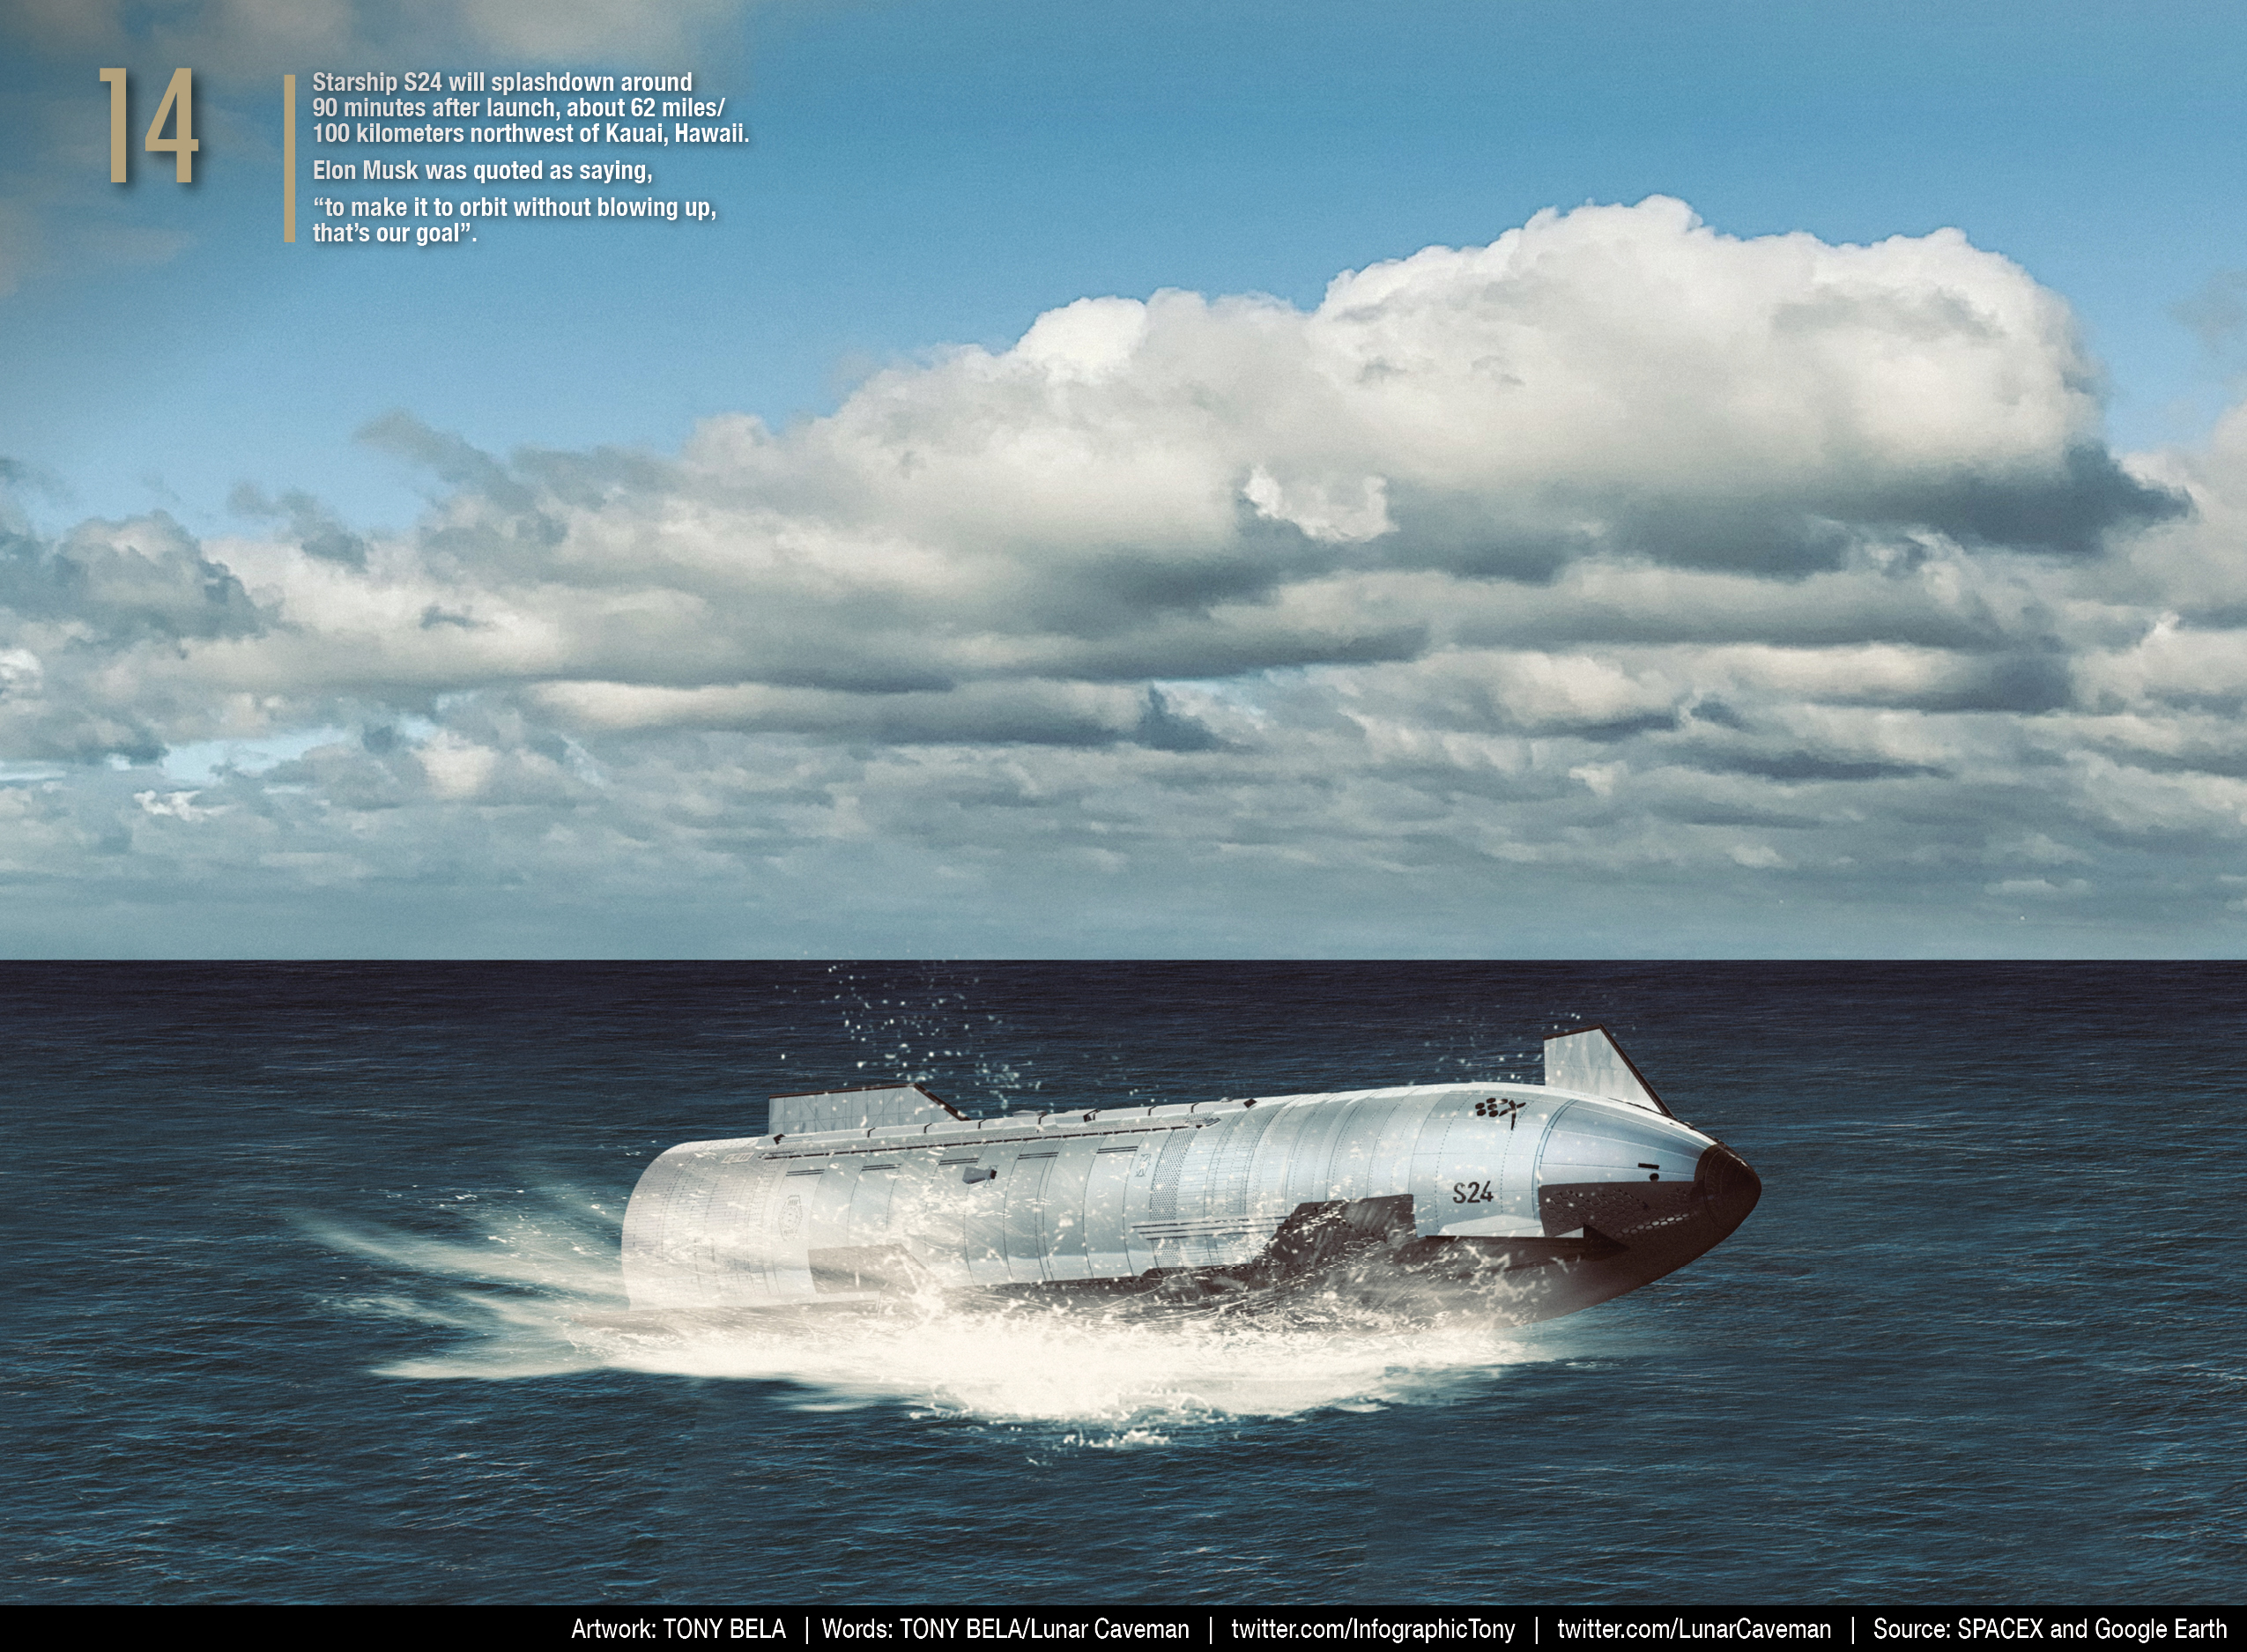 14
Starship S24 will splashdown around
90 minutes after launch, about 62 miles/
100 kilometers northwest of Kauai, Hawaii.
Elon Musk was quoted as saying,
“to make it to orbit without blowing up,
that’s our goal”.
S24
Artwork: TONY BELA | Words: TONY BELA/Lunar Caveman | twitter.com/InfographicTony | twitter.com/LunarCaveman | Source: SPACEX and Google Earth